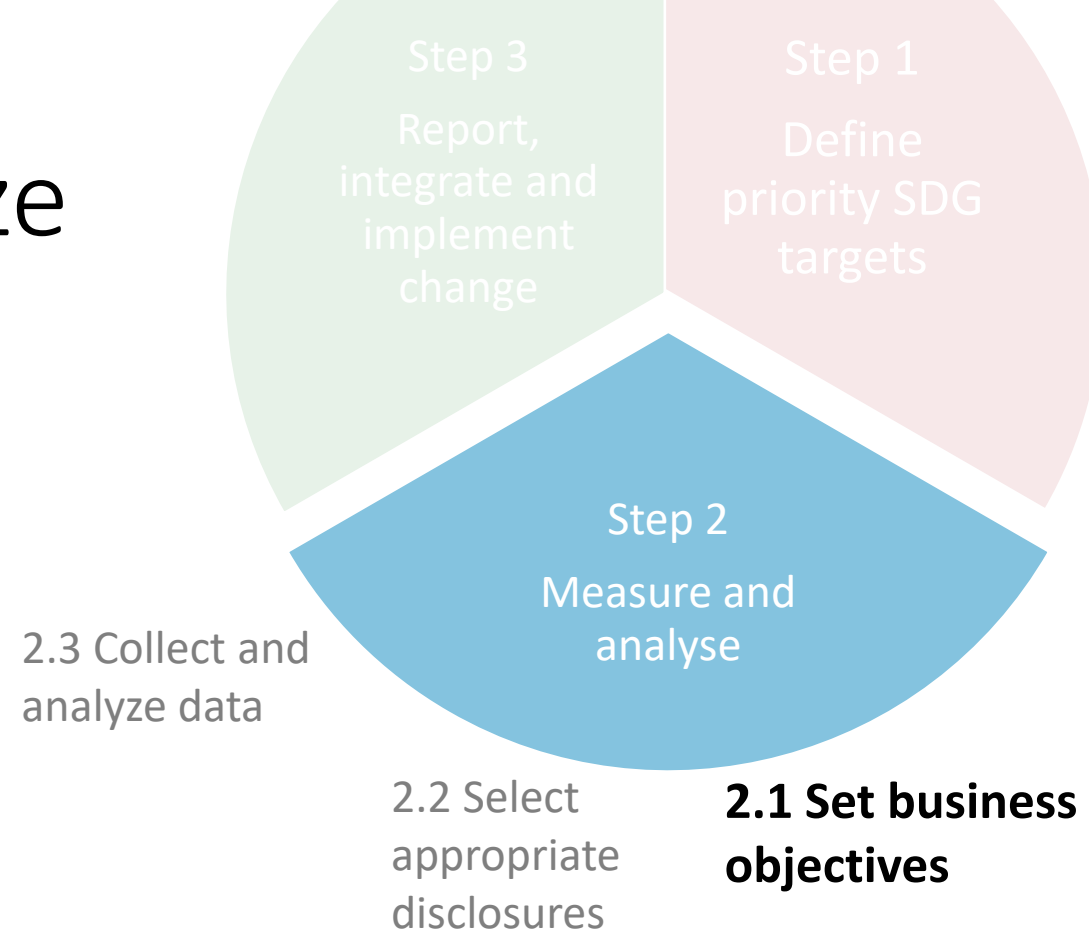 ze
Step 3
Report,
integrate and
implement
change
Step 1
Define
priority SDG
targets
Step 2
Measure and
analyse
2.3 Collect and
analyze data
2.2 Select
appropriate
disclosures
2.1 Set business
objectives